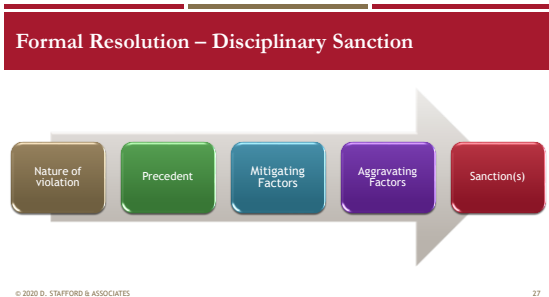 Formal Resolution – Disciplinary Sanction
Nature of
violation
Precedent
Mitigating
Factors
Aggravating
Factors
Sanction(s)
© 2020 D. STAFFORD & ASSOCIATES
27